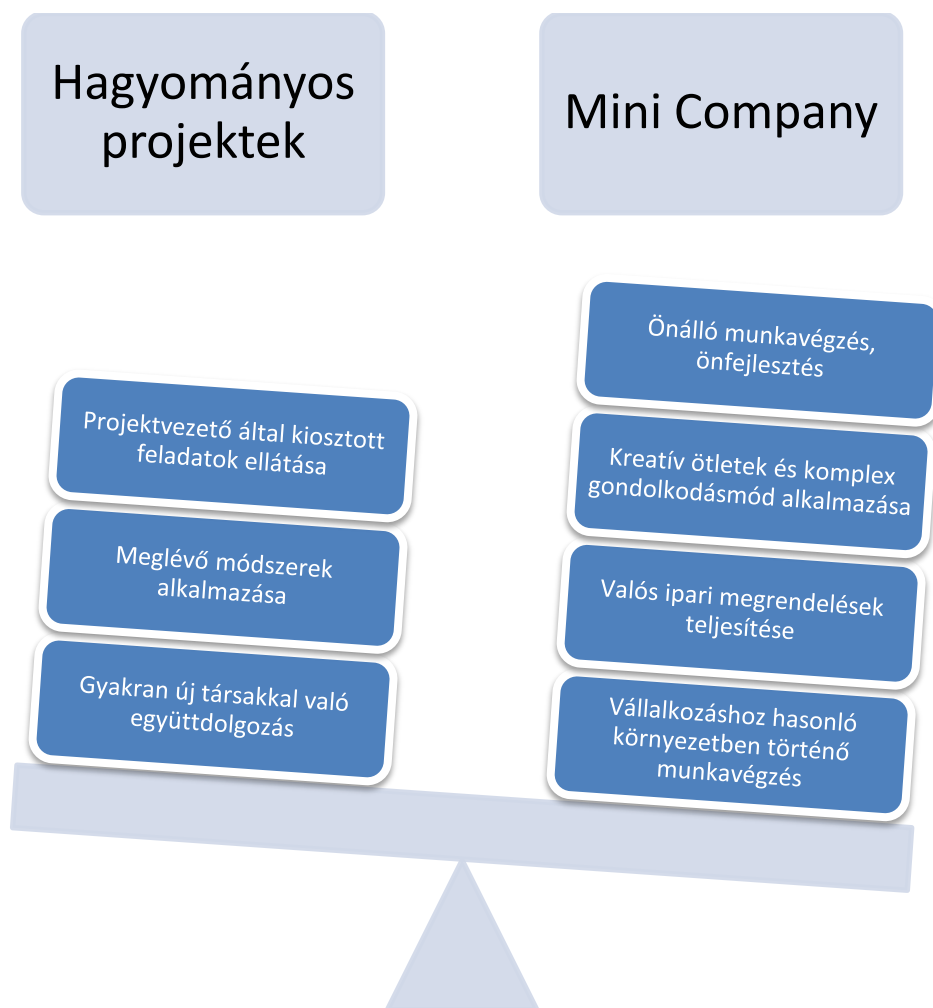 Hagyományos
projektek
Mini Company
Projektvezető által kiosztott
feladatok ellátása
Meglévő módszerek
alkalmazása
Gyakran új társakkal való
együttdolgozás
Önálló munkavégzés,
önfejlesztés
Kreatív ötletek és komplex
gondolkodásmód alkalmazása
Valós ipari megrendelések
teljesítése
Vállalkozáshoz hasonló
környezetben történő
munkavégzés